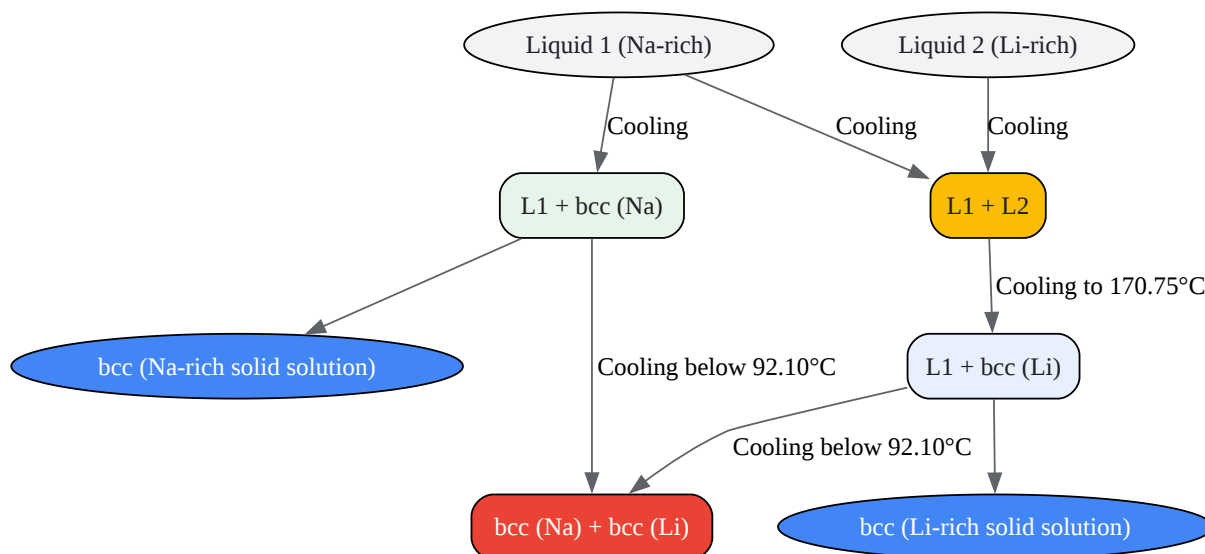 Liquid 1 (Na-rich)
Liquid 2 (Li-rich)
Cooling
Cooling
Cooling
L1 + bcc (Na)
L1 + L2
Cooling to 170.75°C
bcc (Na-rich solid solution)
Cooling below 92.10°C
L1 + bcc (Li)
Cooling below 92.10°C
bcc (Na) + bcc (Li)
bcc (Li-rich solid solution)